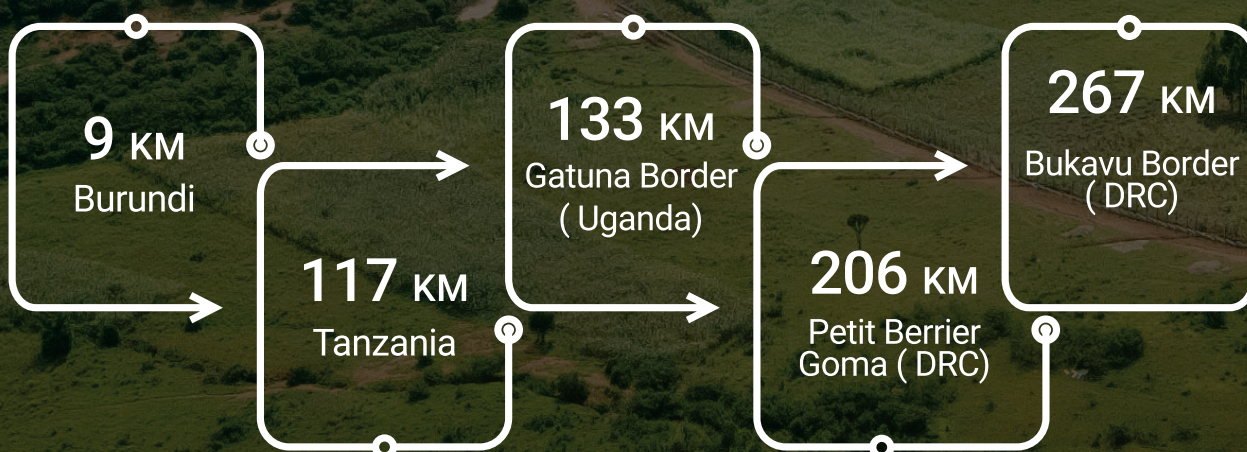 9 KM
Burundi
117 KM
Tanzania
133 KM
Gatuna Border
( Uganda)
206 KM
Petit Berrier
Goma ( DRC)
267 KM
Bukavu Border
( DRC)